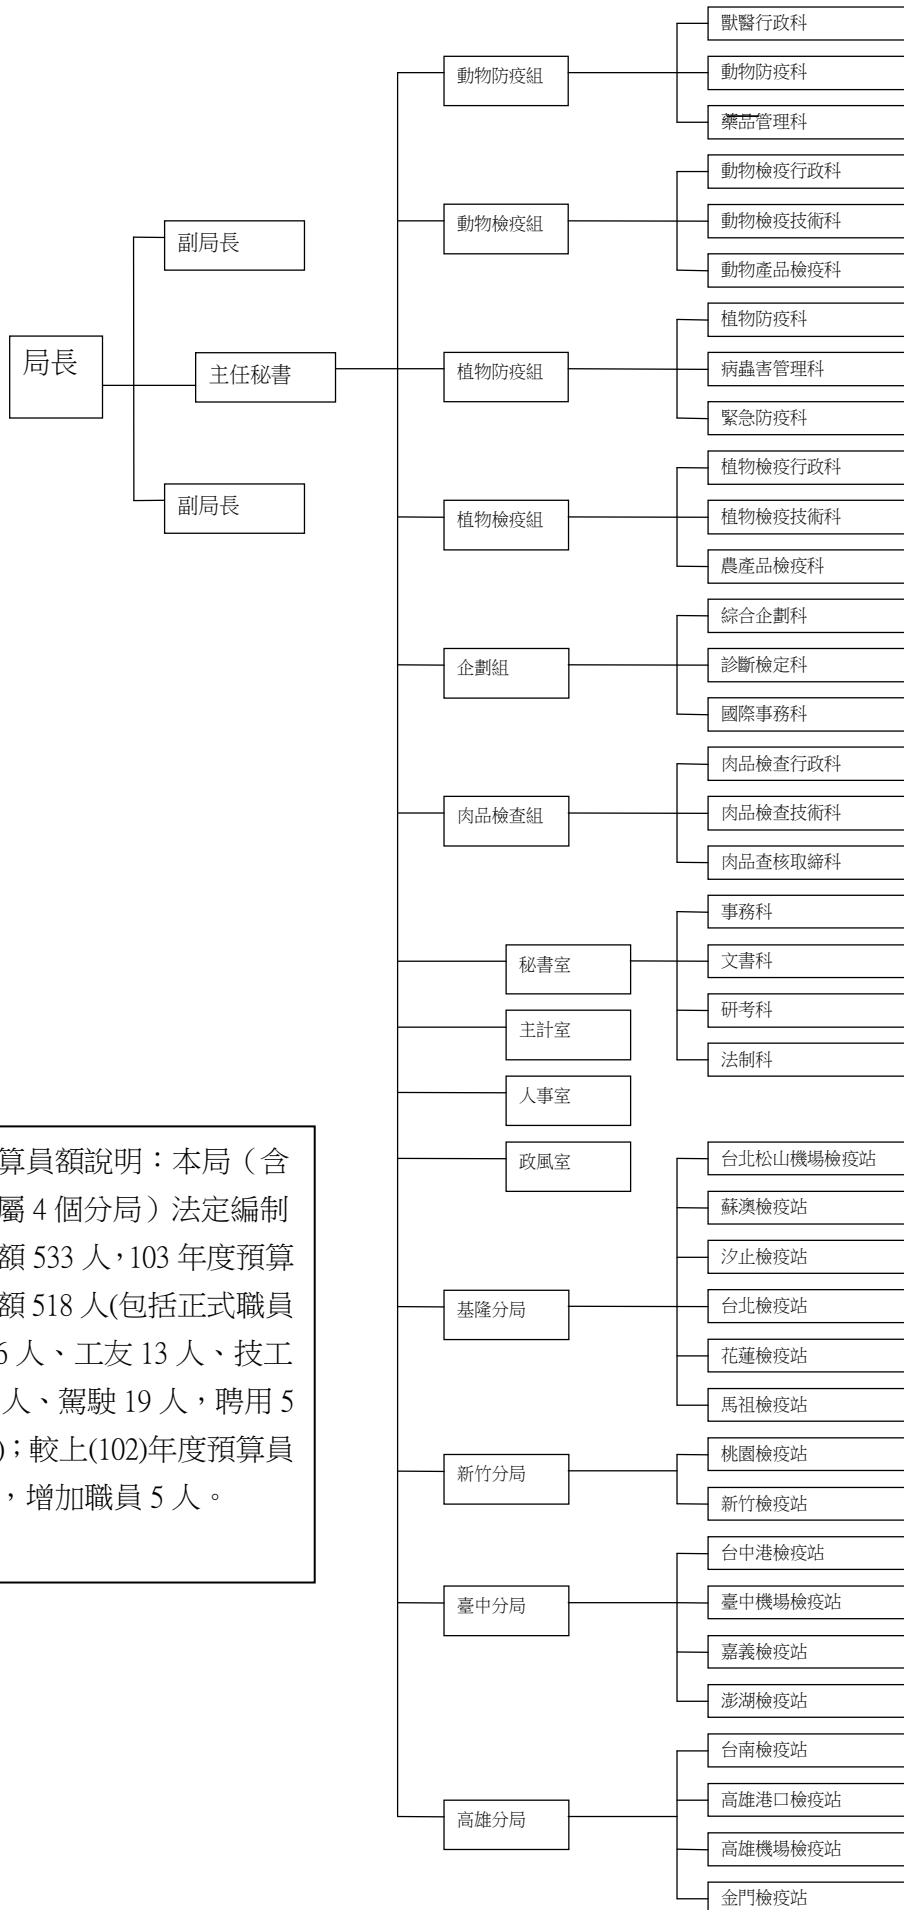 局長
副局長
主任秘書
副局長
動物防疫組
獸醫行政科
動物防疫科
藥品管理科
動物檢疫組
動物檢疫行政科
動物檢疫技術科
動物產品檢疫科
植物防疫組
植物防疫科
病蟲害管理科
緊急防疫科
植物檢疫組
植物檢疫行政科
植物檢疫技術科
農產品檢疫科
企劃組
綜合企劃科
診斷檢定科
國際事務科
肉品檢查組
肉品檢查行政科
肉品檢查技術科
肉品查核取締科
秘書室
事務科
文書科
研考科
法制科
主計室
人事室
政風室
基隆分局
台北松山機場檢疫站
蘇澳檢疫站
汐止檢疫站
台北檢疫站
花蓮檢疫站
馬祖檢疫站
新竹分局
桃園檢疫站
新竹檢疫站
臺中分局
台中港檢疫站
臺中機場檢疫站
嘉義檢疫站
澎湖檢疫站
高雄分局
台南檢疫站
高雄港口檢疫站
高雄機場檢疫站
金門檢疫站
算員額說明：本局（含
屬 4 個分局）法定編制
額 533 人，103 年度預算
額 518 人(包括正式職員
6 人、工友 13 人、技工
人、駕駛 19 人，聘用 5
)；較上(102)年度預算員
，增加職員 5 人。